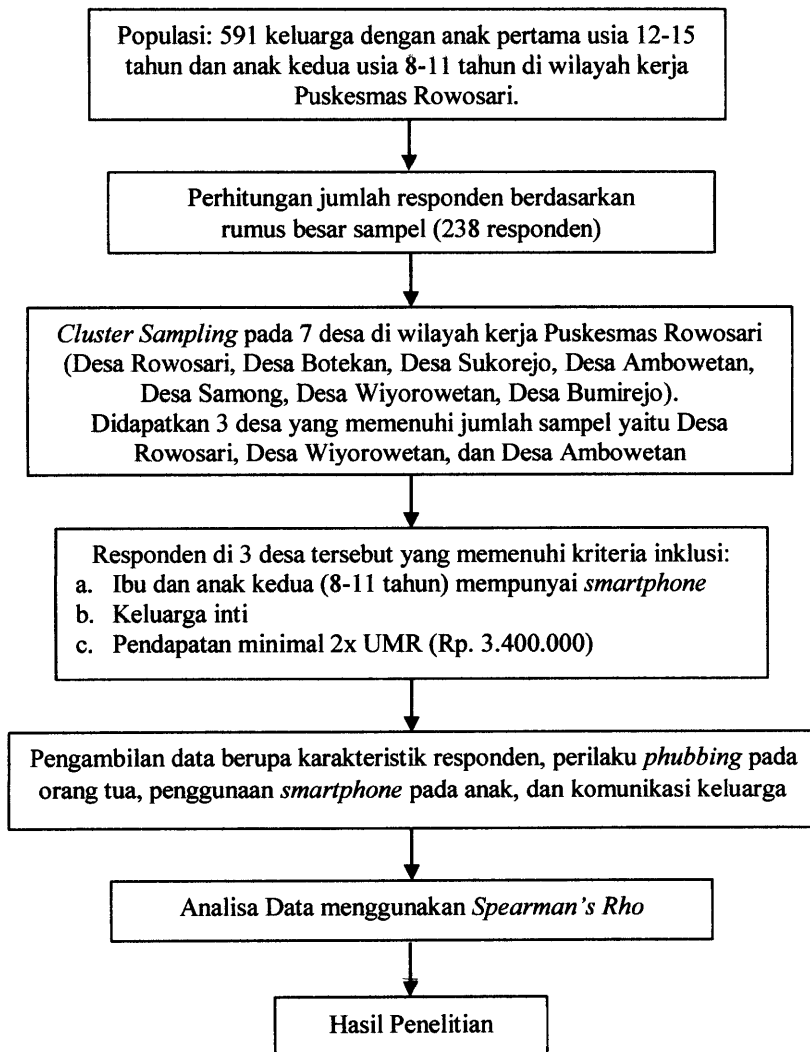 Populasi: 591 keluarga dengan anak pertama usia 12-15
tahun dan anak kedua usia 8-11 tahun di wilayah kerja
Puskesmas Rowosari.
Perhitungan jumlah responden berdasarkan
rumus besar sampel (238 responden)
Cluster Sampling pada 7 desa di wilayah kerja Puskesmas Rowosari
(Desa Rowosari, Desa Botekan, Desa Sukorejo, Desa Ambowetan,
Desa Samong, Desa Wiyorowetan, Desa Bumirejo).
Didapatkan 3 desa yang memenuhi jumlah sampel yaitu Desa
Rowosari, Desa Wiyorowetan, dan Desa Ambowetan
Responden di 3 desa tersebut yang memenuhi kriteria inklusi:
a. Ibu dan anak kedua (8-11 tahun) mempunyai smartphone
b. Keluarga inti
c. Pendapatan minimal 2x UMR (Rp. 3.400.000)
Pengambilan data berupa karakteristik responden, perilaku phubbing pada
orang tua, penggunaan smartphone pada anak, dan komunikasi keluarga
Analisa Data menggunakan Spearman's Rho
Hasil Penelitian